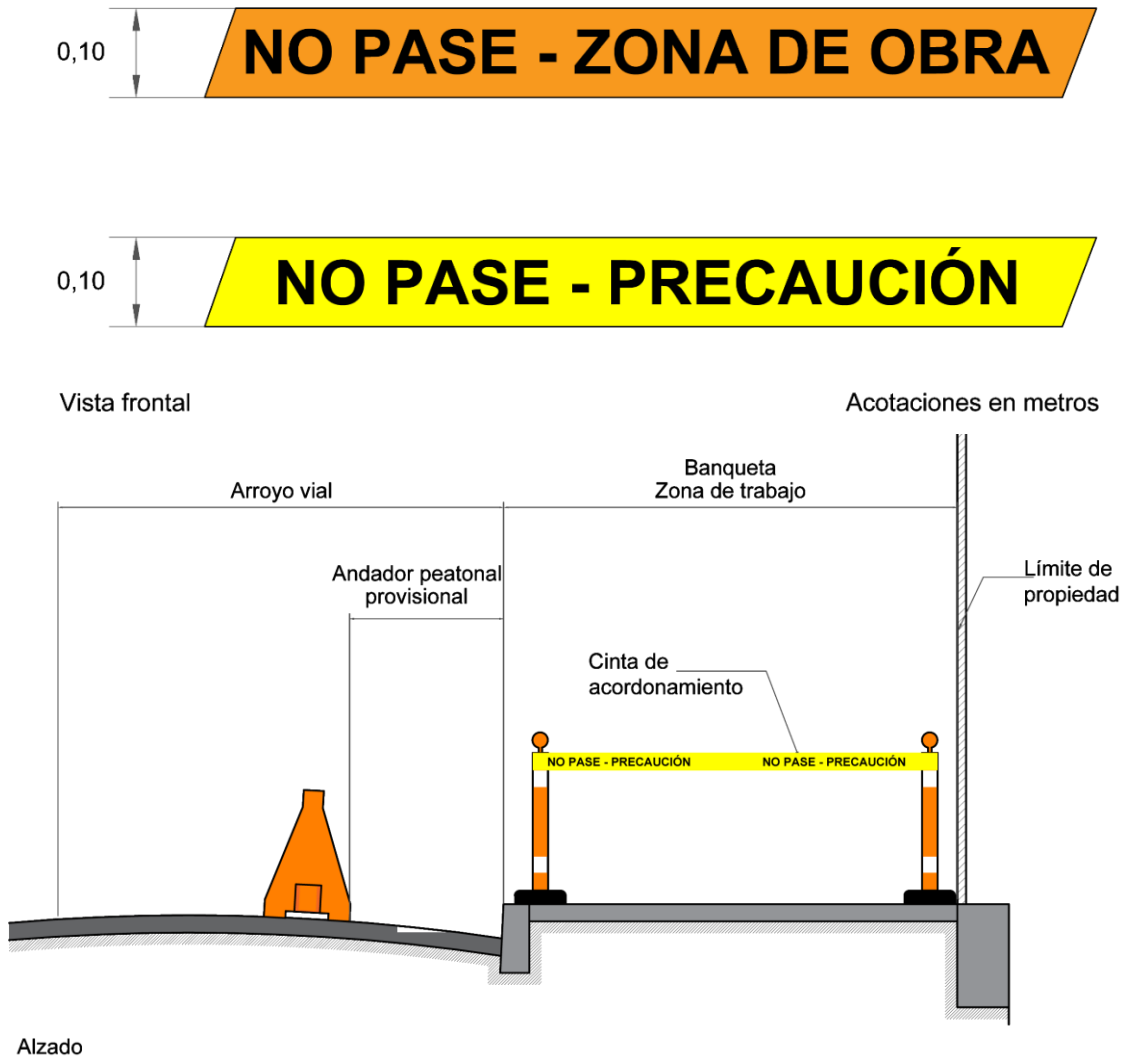 0,10
NO PASE - ZONA DE OBRA
0,10
NO PASE - PRECAUCIÓN
Vista frontal
Acotaciones en metros
Arroyo vial
Banqueta
Zona de trabajo
Andador peatonal
provisional
Límite de
propiedad
Cinta de
acordonamiento
NO PASE - PRECAUCIÓN
NO PASE - PRECAUCIÓN
Alzado